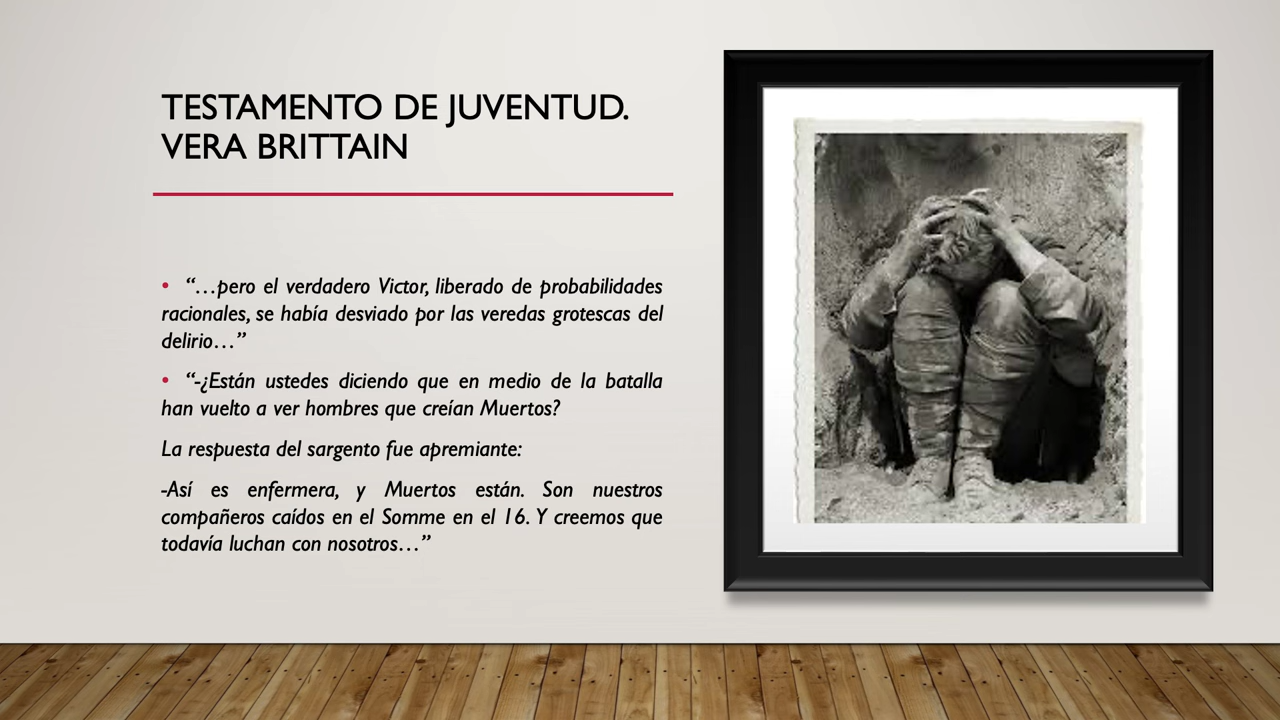 TESTAMENTO DE JUVENTUD.
VERA BRITTAIN
• “…pero el verdadero Victor, liberado de probabilidades
racionales, se había desviado por las veredas grotescas del
delirio…”
• “-¿Están ustedes diciendo que en medio de la batalla
han vuelto a ver hombres que creían Muertos?
La respuesta del sargento fue apremiante:
-Así es enfermera, y Muertos están. Son nuestros
compañeros caídos en el Somme en el 16. Y creemos que
todavía luchan con nosotros…”